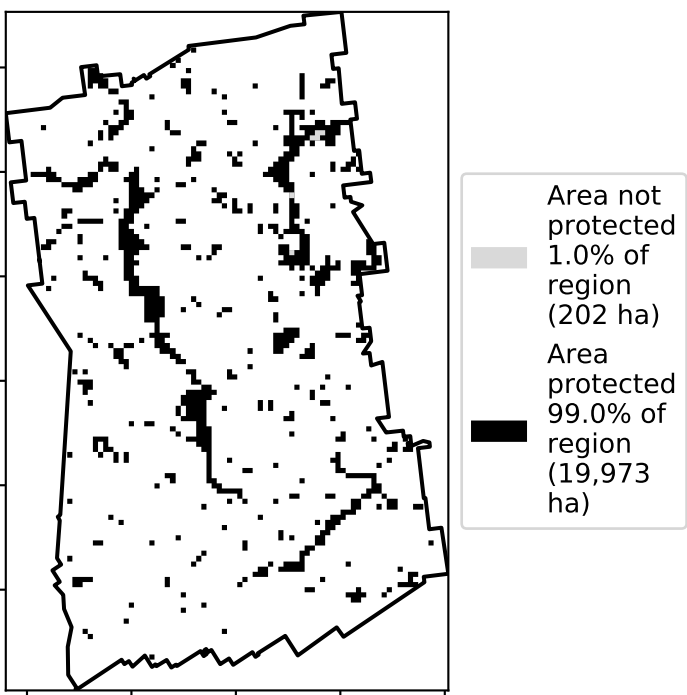 Area not
protected
1.0% of
region
(202 ha)
Area
protected
99.0% of
region
(19,973
ha)